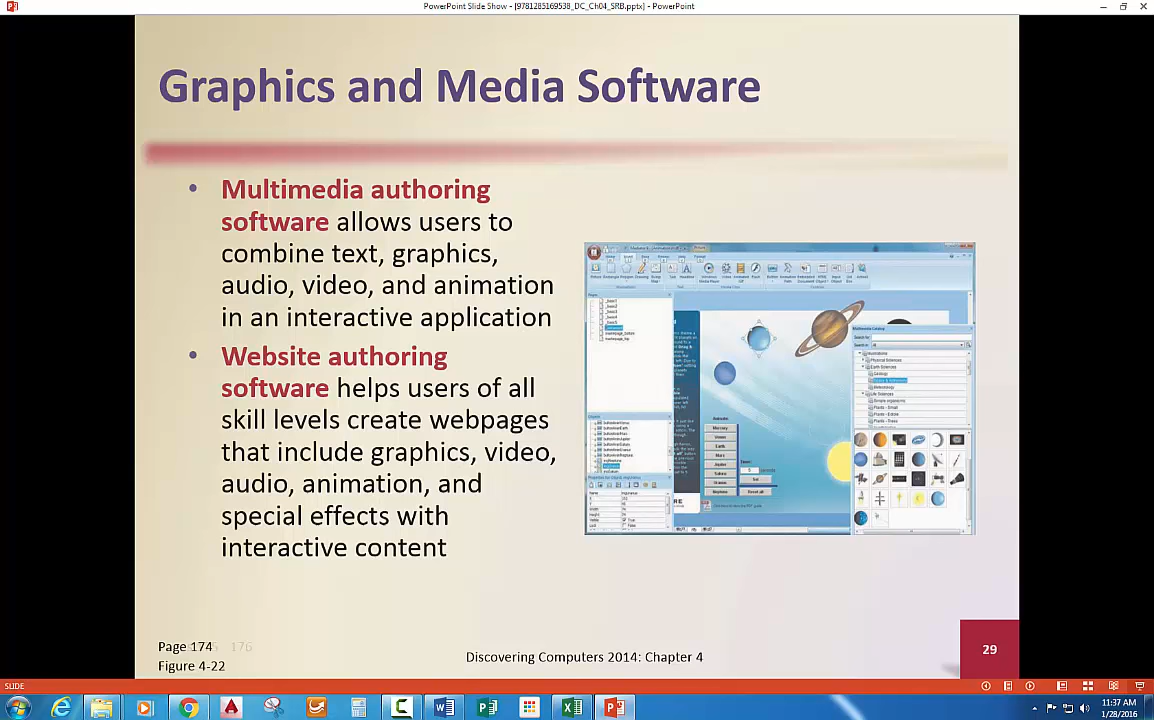 PowerPoint Slide Show - [9781285169538_DC_Ch04_SRB.pptx] - PowerPoint
Graphics and Media Software
• Multimedia authoring
software allows users to
combine text, graphics,
audio, video, and animation
in an interactive application
• Website authoring
software helps users of all
skill levels create webpages
that include graphics, video,
audio, animation, and
special effects with
interactive content
Page 174
176
Figure 4-22
Discovering Computers 2014: Chapter 4
29
SLIDE
11:37 AM
1/28/2016